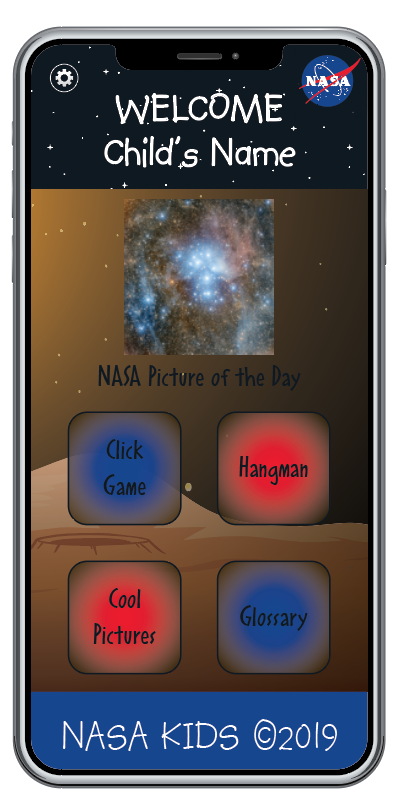 NASA
WELCOME
Child's Name
NASA Picture of the Day
Click
Game
Hangman
Cool
Pictures
Glossary
NASA KIDS ©2019